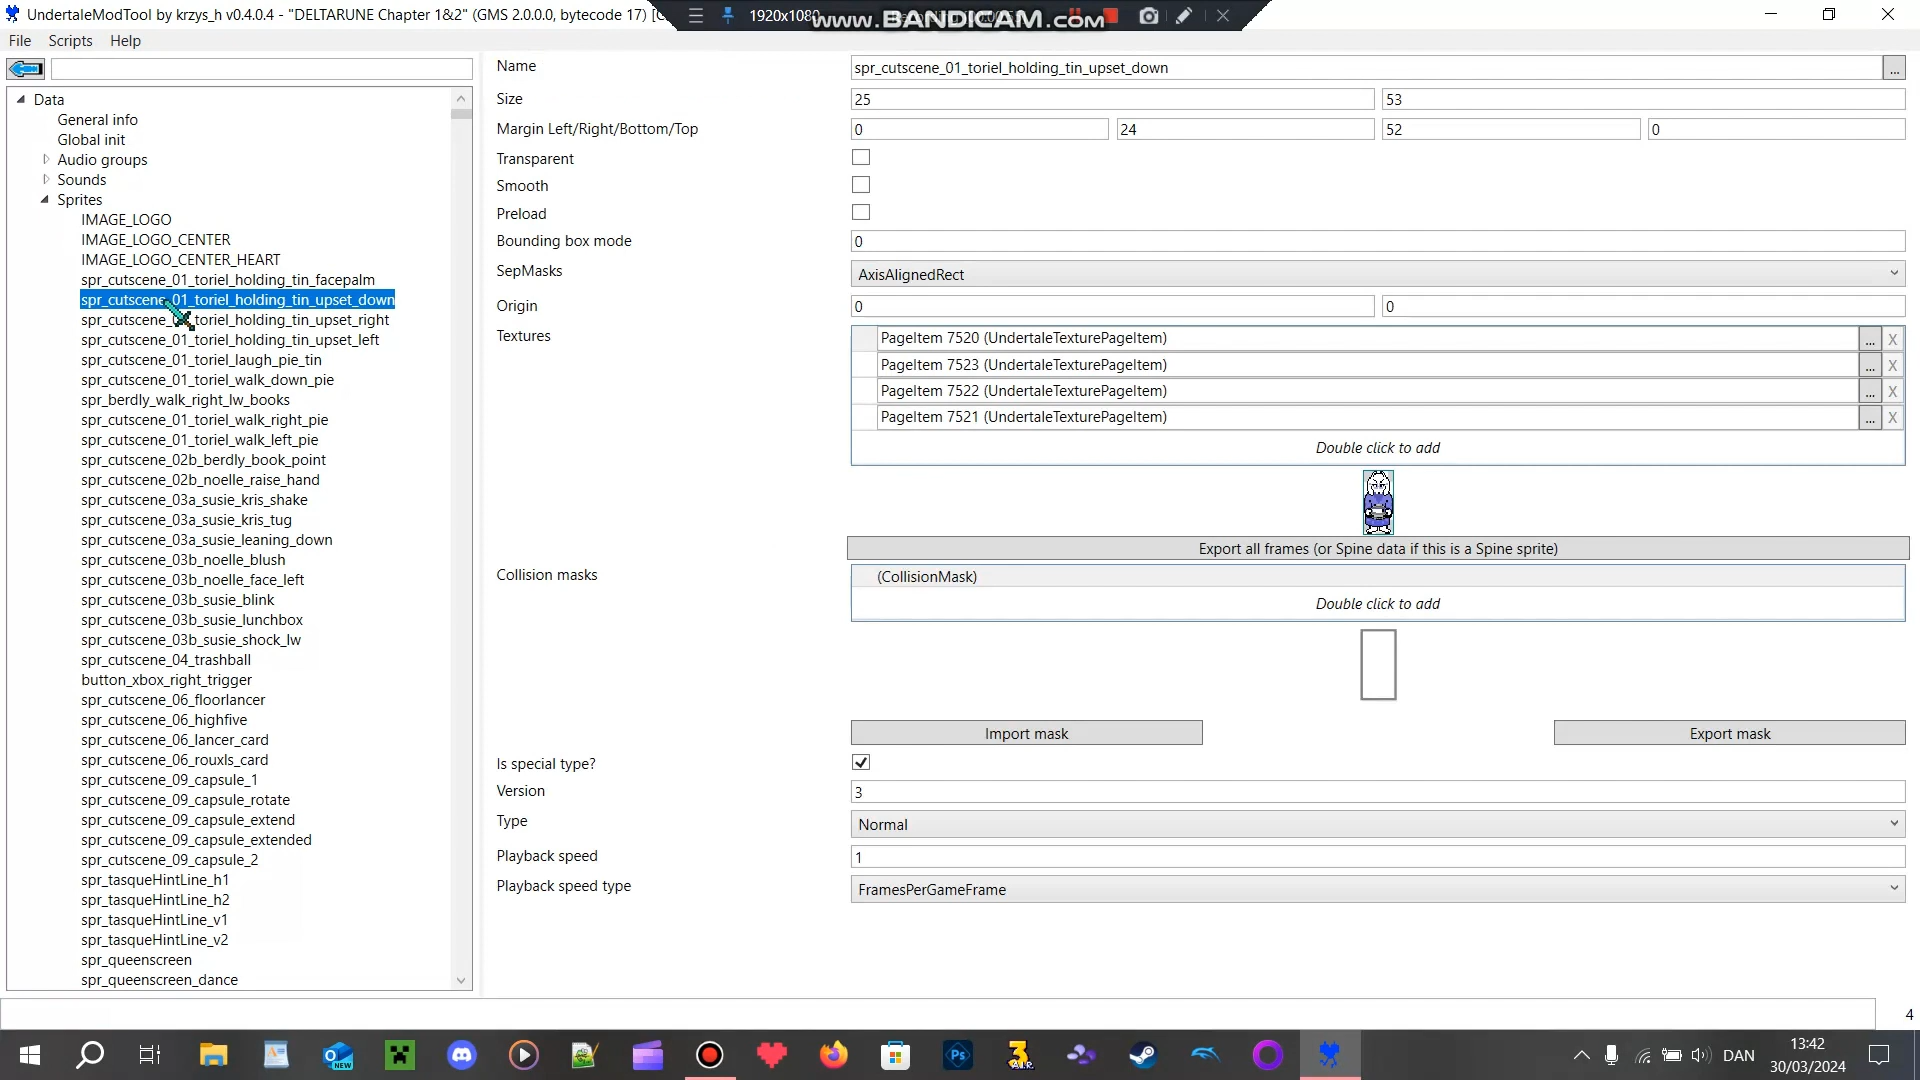 UndertaleModTool by krzys_h v0.4.0.4 - "DELTARUNE Chapter 1&2" (GMS 2.0.0.0, bytecode 17)
1920x1080
www.BANDICAM.com
File Scripts Help
Data
General info
Global init
Audio groups
Sounds
Sprites
IMAGE_LOGO
IMAGE_LOGO_CENTER
IMAGE_LOGO_CENTER_HEART
spr_cutscene_01_toriel_holding_tin_facepalm
spr_cutscene_01_toriel_holding_tin_upset_down
spr_cutscene_01_toriel_holding_tin_upset_right
spr_cutscene_01_toriel_holding_tin_upset_left
spr_cutscene_01_toriel_laugh_pie_tin
spr_cutscene_01_toriel_walk_down_pie
spr_berdly_walk_right_lw_books
spr_cutscene_01_toriel_walk_right_pie
spr_cutscene_01_toriel_walk_left_pie
spr_cutscene_02b_berdly_book_point
spr_cutscene_02b_noelle_raise_hand
spr_cutscene_03a_susie_kris_shake
spr_cutscene_03a_susie_kris_tug
spr_cutscene_03a_susie_leaning_down
spr_cutscene_03b_noelle_blush
spr_cutscene_03b_noelle_face_left
spr_cutscene_03b_susie_blink
spr_cutscene_03b_susie_lunchbox
spr_cutscene_03b_susie_shock_lw
spr_cutscene_04_trashball
button_xbox_right_trigger
spr_cutscene_06_floorlancer
spr_cutscene_06_highfive
spr_cutscene_06_lancer_card
spr_cutscene_06_rouxls_card
spr_cutscene_09_capsule_1
spr_cutscene_09_capsule_rotate
spr_cutscene_09_capsule_extend
spr_cutscene_09_capsule_extended
spr_cutscene_09_capsule_2
spr_tasqueHintLine_h1
spr_tasqueHintLine_h2
spr_tasqueHintLine_v1
spr_tasqueHintLine_v2
spr_queenscreen
spr_queenscreen_dance
Name spr_cutscene_01_toriel_holding_tin_upset_down ...
Size 25 53
Margin Left/Right/Bottom/Top 0 24 52 0
Transparent
Smooth
Preload
Bounding box mode 0
SepMasks AxisAlignedRect
Origin 0 0
Textures PageItem 7520 (UndertaleTexturePageItem) ... X
PageItem 7523 (UndertaleTexturePageItem) ... X
PageItem 7522 (UndertaleTexturePageItem) ... X
PageItem 7521 (UndertaleTexturePageItem) ... X
Double click to add
Export all frames (or Spine data if this is a Spine sprite)
Collision masks (CollisionMask)
Double click to add
Import mask Export mask
Is special type?
Version 3
Type Normal
Playback speed 1
Playback speed type FramesPerGameFrame
4
NEW
Ps
DAN
13:42
30/03/2024